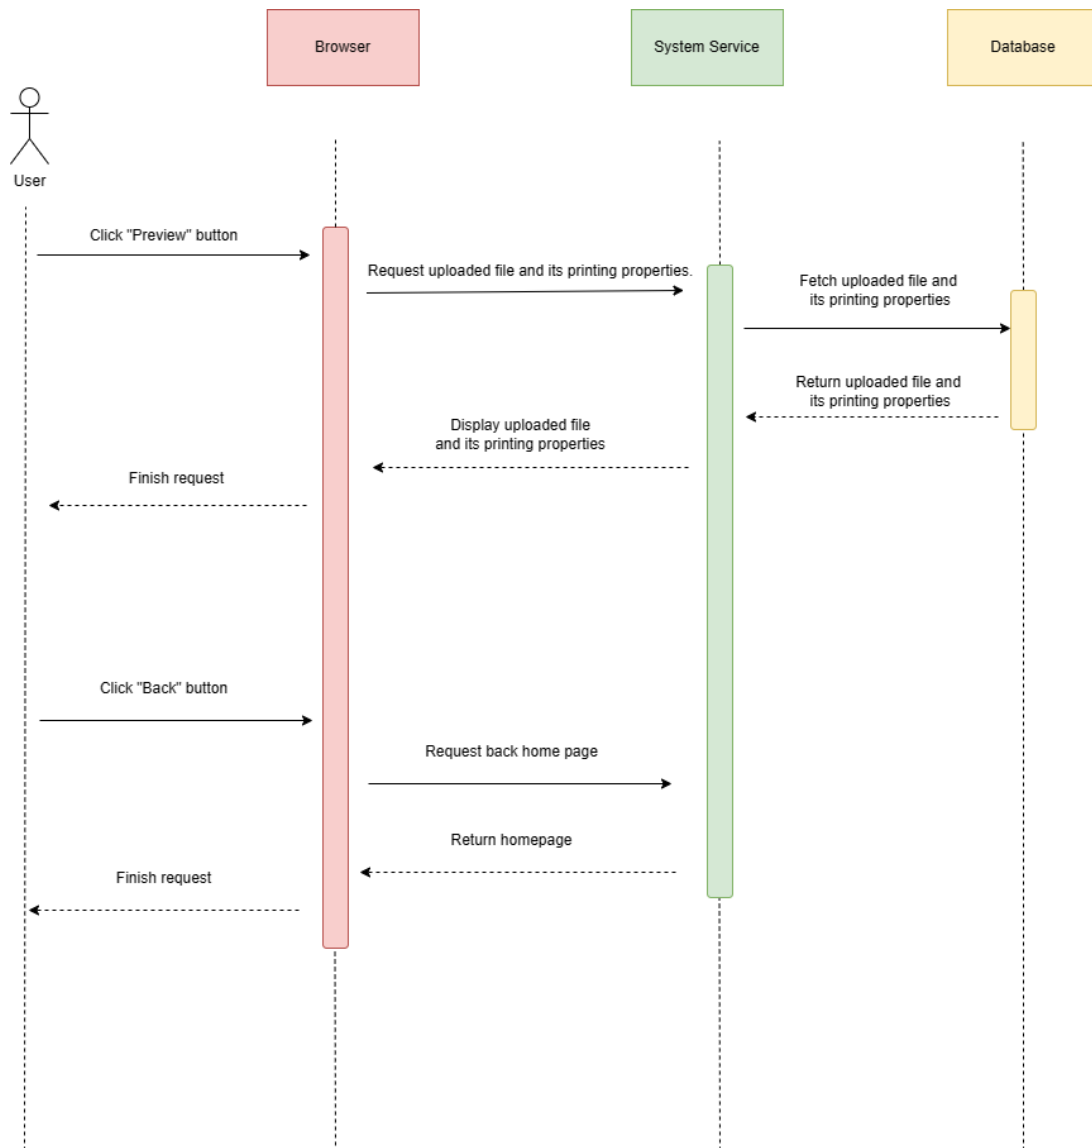 Browser
System Service
Database
User
Click "Preview" button
Request uploaded file and its printing properties.
Fetch uploaded file and
its printing properties
Return uploaded file and
its printing properties
Display uploaded file
and its printing properties
Finish request
Click "Back" button
Request back home page
Return homepage
Finish request